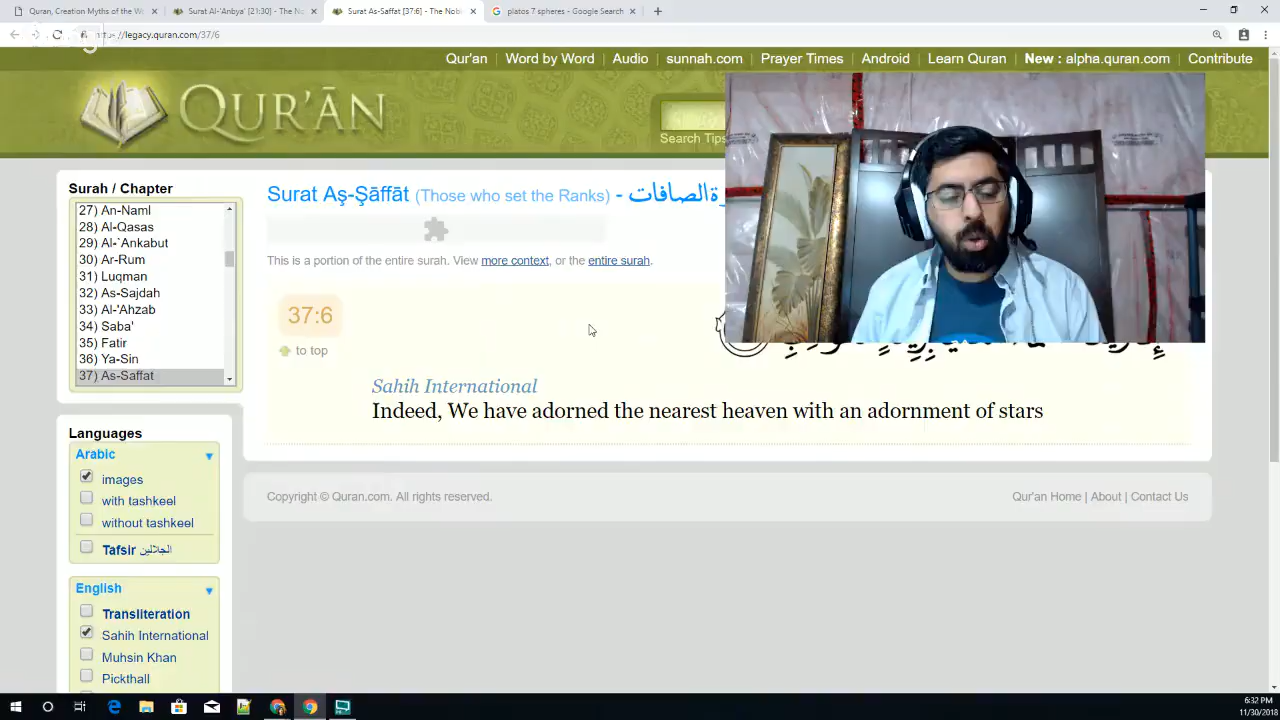 Quran, Creation Myths of the W
Surat Al-'Anbya' [21:30] - The N
Surat As-Saffat [37:6] - The Nobl
platos 7 spheres - Google Search
legacy.quran.com/37/6
Qur'an | Word by Word | Audio | sunnah.com | Prayer Times | Android | Learn Quran | New : alpha.quran.com | Contribute
QUR'ĀN
Search Tips
Surah / Chapter
27) An-Naml
28) Al-Qasas
29) Al-`Ankabut
30) Ar-Rum
31) Luqman
32) As-Sajdah
33) Al-'Ahzab
34) Saba'
35) Fatir
36) Ya-Sin
37) As-Saffat
Surat Aş-Şāffāt (Those who set the Ranks) - رة الصافات
This is a portion of the entire surah. View more context, or the entire surah.
37:6
to top
Sahih International
Indeed, We have adorned the nearest heaven with an adornment of stars
Copyright © Quran.com. All rights reserved.
Qur'an Home | About | Contact Us
Languages
Arabic
images
with tashkeel
without tashkeel
Tafsir الجلالين
English
Transliteration
Sahih International
Muhsin Khan
Pickthall
6:32 PM
11/30/2018